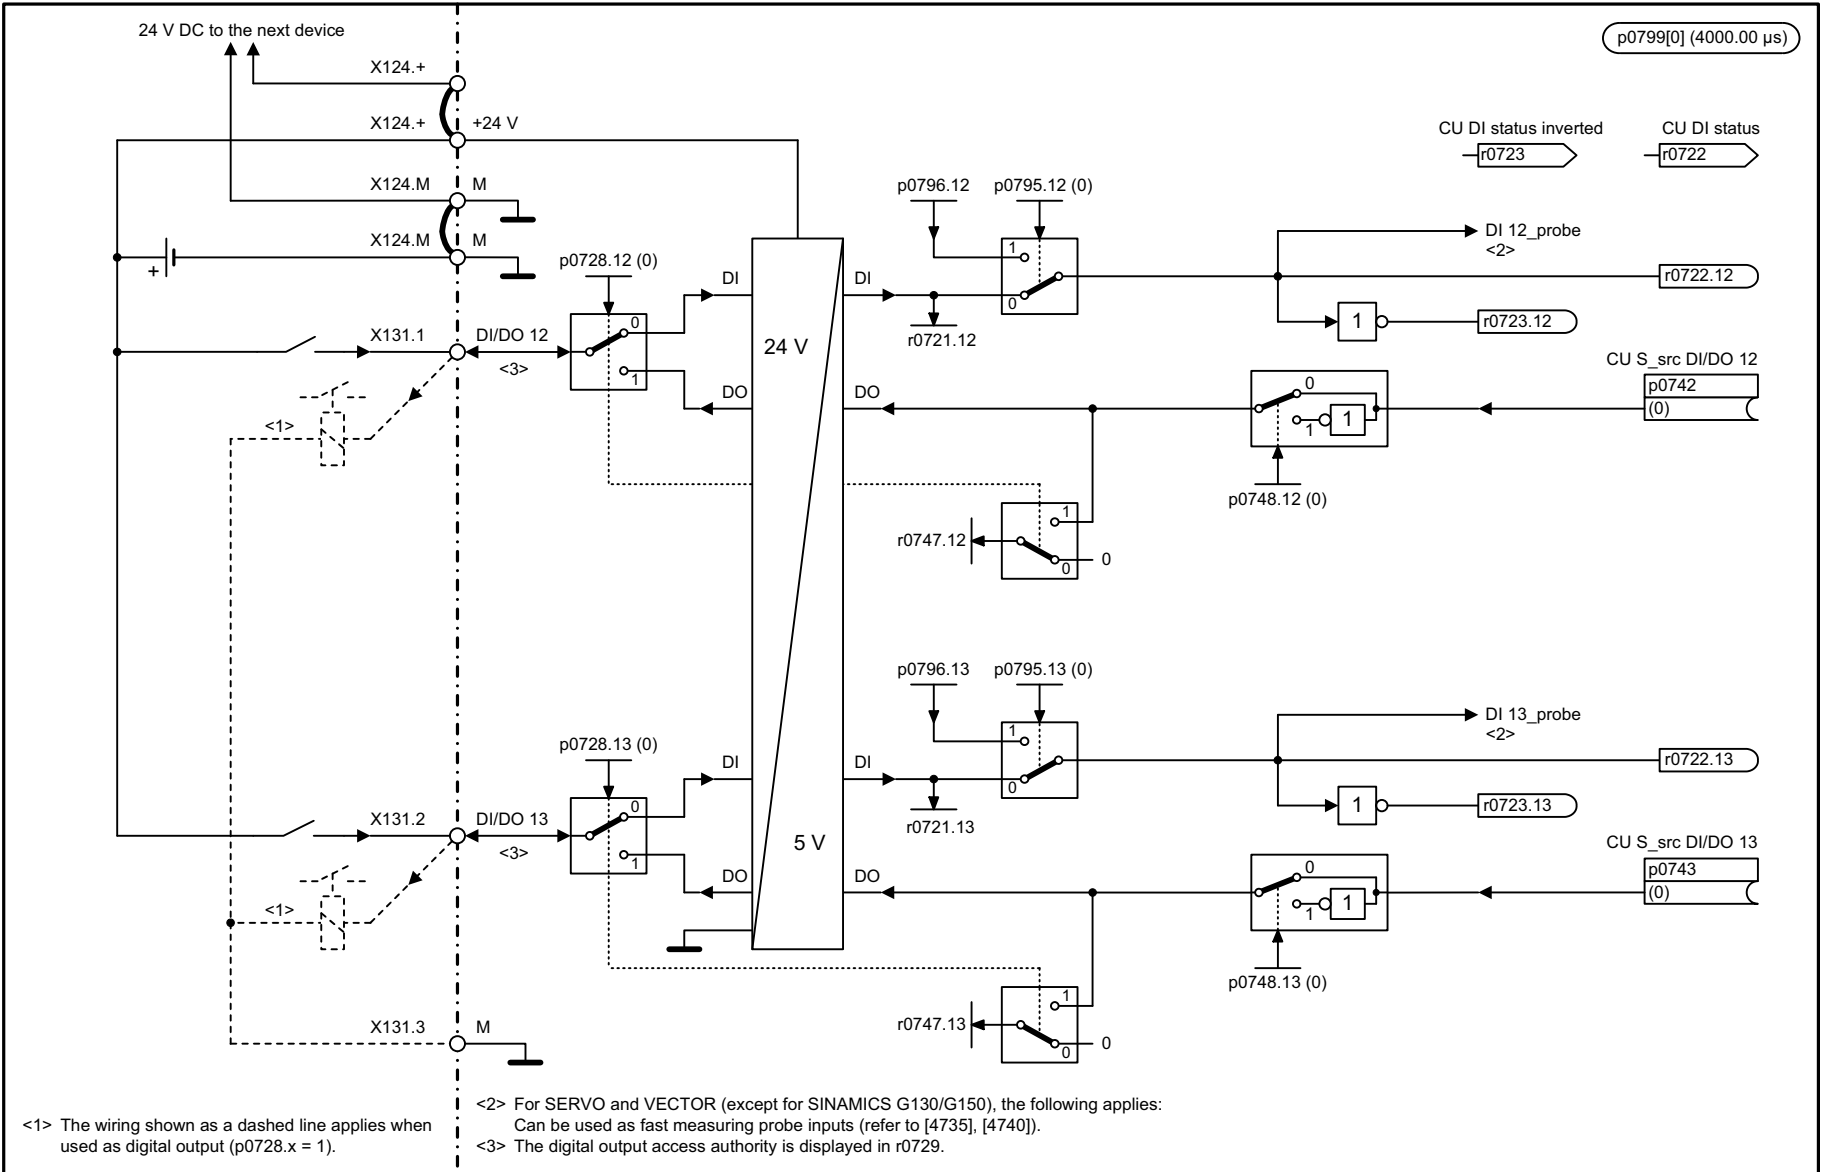 24 V DC to the next device
p0799[0] (4000.00 µs)
X124.+
X124.+ +24 V
CU DI status inverted
r0723
CU DI status
r0722
X124.M M
X124.M M
+
p0796.12 p0795.12 (0)
1
0
DI 12_probe
<2>
r0722.12
1
r0723.12
p0728.12 (0)
0
1
DI
DO
24 V
5 V
DI
r0721.12
DO
X131.1
DI/DO 12
<3>
<1>
CU S_src DI/DO 12
p0742
(0)
0
1
1
p0748.12 (0)
r0747.12
1
0
0
p0796.13 p0795.13 (0)
1
0
DI 13_probe
<2>
r0722.13
1
r0723.13
p0728.13 (0)
0
1
DI
DO
DI
r0721.13
DO
X131.2
DI/DO 13
<3>
<1>
CU S_src DI/DO 13
p0743
(0)
0
1
1
p0748.13 (0)
r0747.13
1
0
0
X131.3 M
<1> The wiring shown as a dashed line applies when
used as digital output (p0728.x = 1).
<2> For SERVO and VECTOR (except for SINAMICS G130/G150), the following applies:
Can be used as fast measuring probe inputs (refer to [4735], [4740]).
<3> The digital output access authority is displayed in r0729.